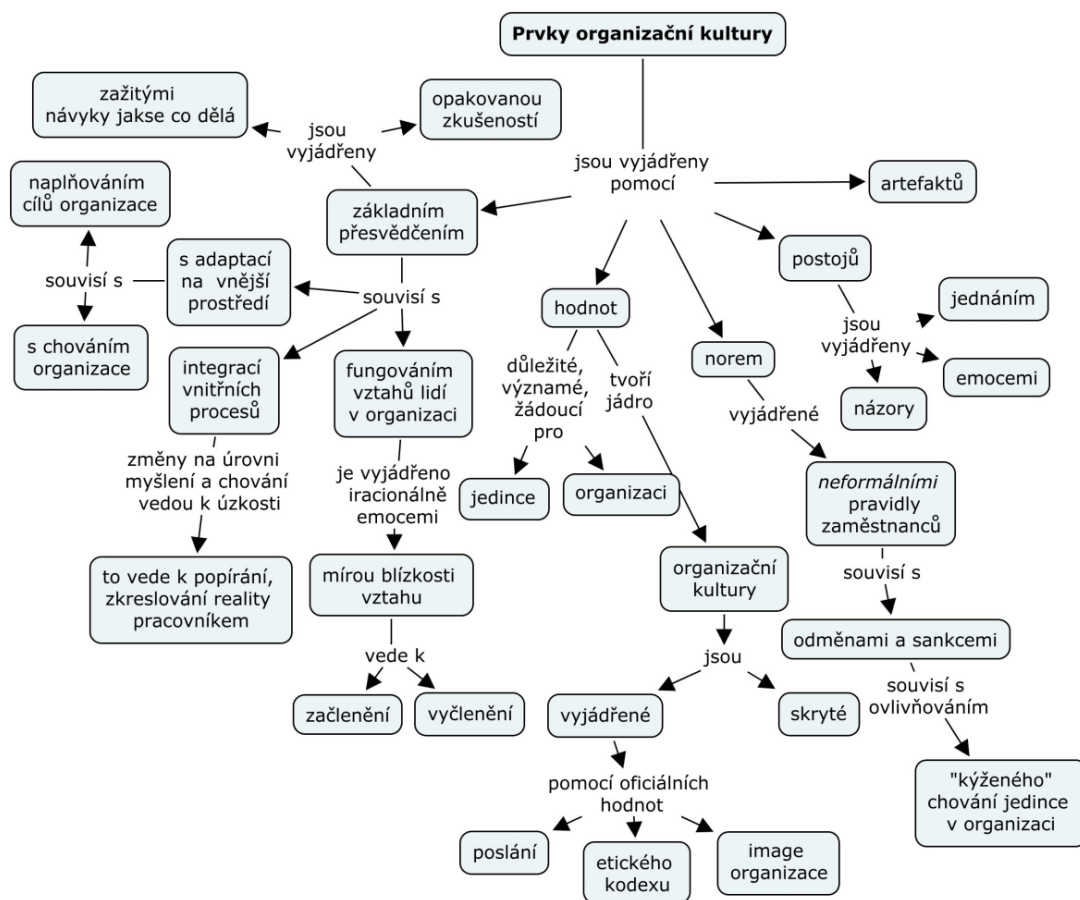 Prvky organizační kultury
zažitými
návyky jakse co dělá
opakovanou
zkušeností
jsou
vyjádřeny
jsou vyjádřeny
pomocí
artefaktů
naplňováním
cílů organizace
základním
přesvědčením
postojů
s adaptací
na vnější
prostředí
souvisí s
souvisí s
hodnot
jednáním
jsou
vyjádřeny
s chováním
organizace
integrací
vnitřních
procesů
fungováním
vztahů lidí
v organizaci
důležité,
významé,
žádoucí
pro
tvoří
jádro
norem
emocemi
názory
vyjádřené
změny na úrovni
myšlení a chování
vedou k úzkosti
je vyjádřeno
iracionálně
emocemi
jedince
organizaci
neformálními
pravidly
zaměstnanců
to vede k popírání,
zkreslování reality
pracovníkem
mírou blízkosti
vztahu
organizační
kultury
souvisí s
odměnami a sankcemi
vede k
jsou
souvisí s
ovlivňováním
začlenění
vyčlenění
vyjádřené
skryté
pomocí oficiálních
hodnot
"kýženého"
chování jedince
v organizaci
poslání
etického
kodexu
image
organizace